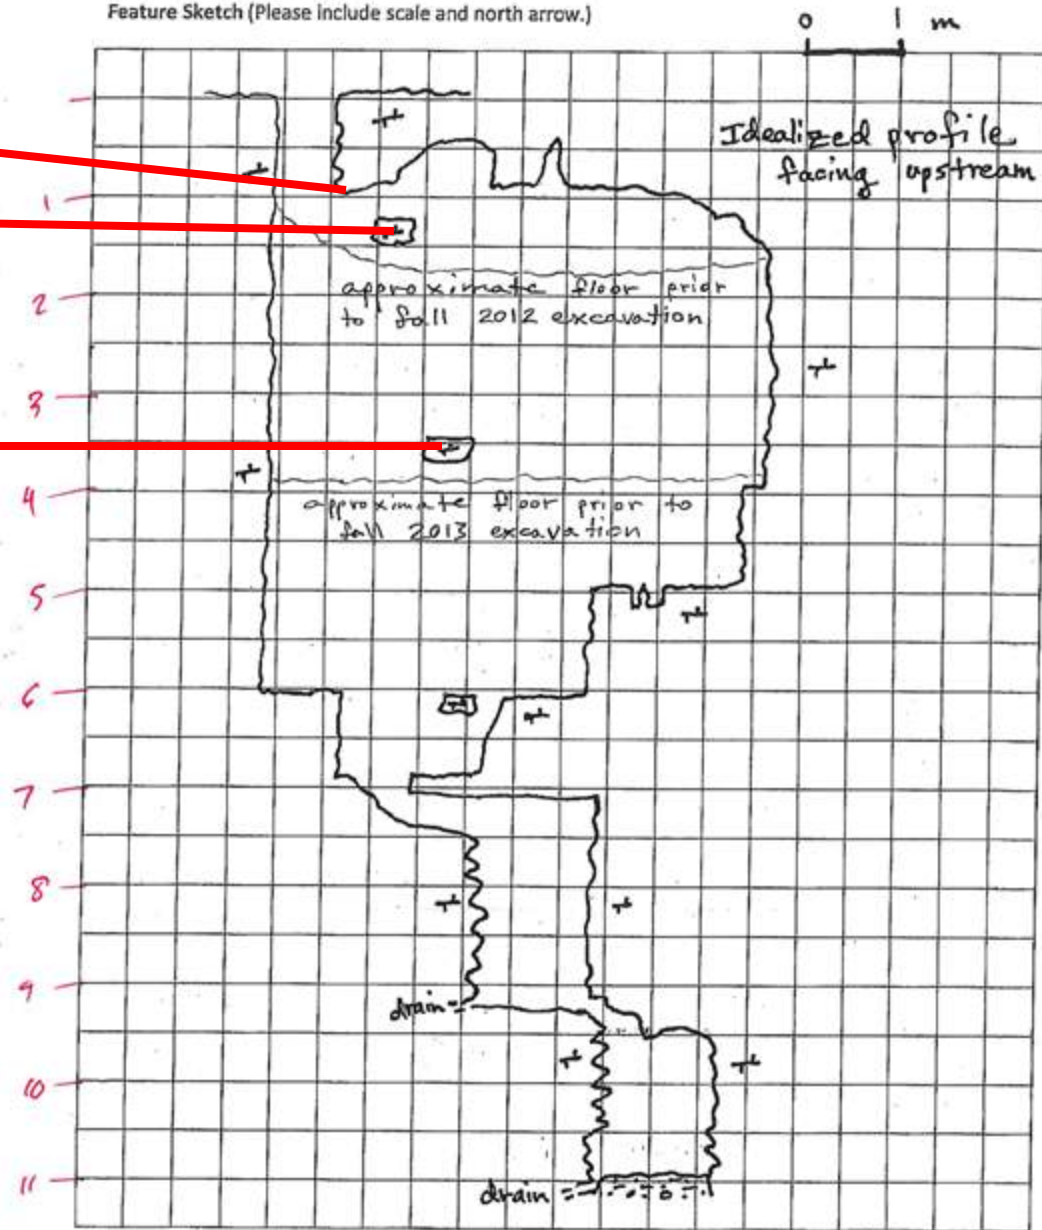 Feature Sketch (Please include scale and north arrow.)
0 1 m
Idealized profile
facing upstream
1
approximate floor prior
to fall 2012 excavation
2
3
4
approximate floor prior to
fall 2013 excavation
5
6
7
8
9
drain
10
11
drain